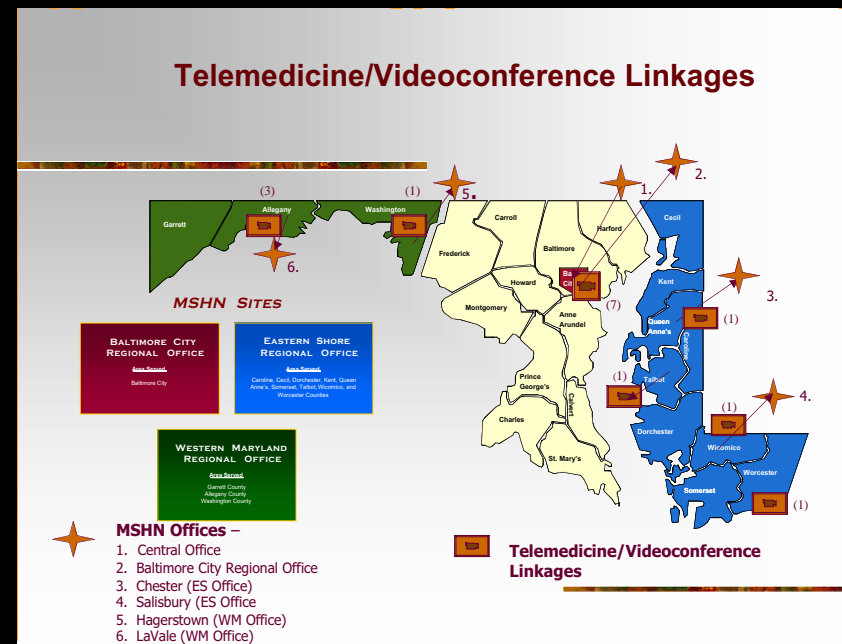 Telemedicine/Videoconference Linkages
2.
1.
5.
(3)
(1)
Garrett
Allegany
Washington
6.
Frederick
Carroll
Baltimore
Harford
Cecil
Howard
Ba
Cit
(7)
Kent
3.
Montgomery
Anne
Arundel
Queen
Anne's
(1)
Caroline
Prince
George's
Calvert
(1)
Talbot
Charles
St. Mary's
Dorchester
(1)
4.
Wicomico
Worcester
Somerset
(1)
MSHN Sites
Baltimore City
Regional Office
Area Served
Baltimore City
Eastern Shore
Regional Office
Area Served
Caroline, Cecil, Dorchester, Kent, Queen
Anne's, Somerset, Talbot, Wicomico, and
Worcester Counties
Western Maryland
Regional Office
Area Served
Garrett County
Allegany County
Washington County
MSHN Offices –
1. Central Office
2. Baltimore City Regional Office
3. Chester (ES Office)
4. Salisbury (ES Office
5. Hagerstown (WM Office)
6. LaVale (WM Office)
Telemedicine/Videoconference
Linkages